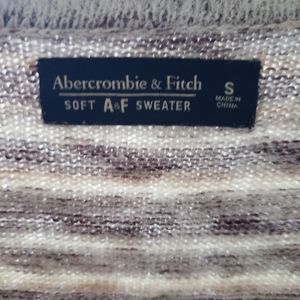 Abercrombie & Fitch
SOFT A&F SWEATER
S
MADE IN
CHINA